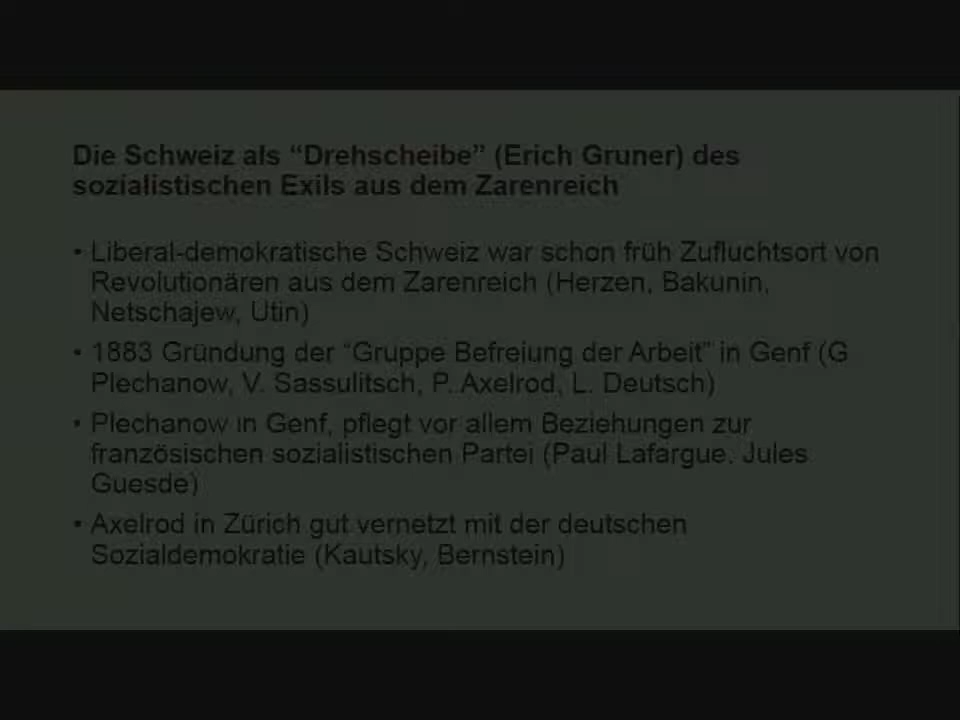 Die Schweiz als “Drehscheibe” (Erich Gruner) des
sozialistischen Exils aus dem Zarenreich
• Liberal-demokratische Schweiz war schon früh Zufluchtsort von
Revolutionären aus dem Zarenreich (Herzen, Bakunin,
Netschajew, Utin)
• 1883 Gründung der “Gruppe Befreiung der Arbeit” in Genf (G
Plechanow, V. Sassulitsch, P. Axelrod, L. Deutsch)
• Plechanow in Genf, pflegt vor allem Beziehungen zur
französischen sozialistischen Partei (Paul Lafargue, Jules
Guesde)
• Axelrod in Zürich gut vernetzt mit der deutschen
Sozialdemokratie (Kautsky, Bernstein)